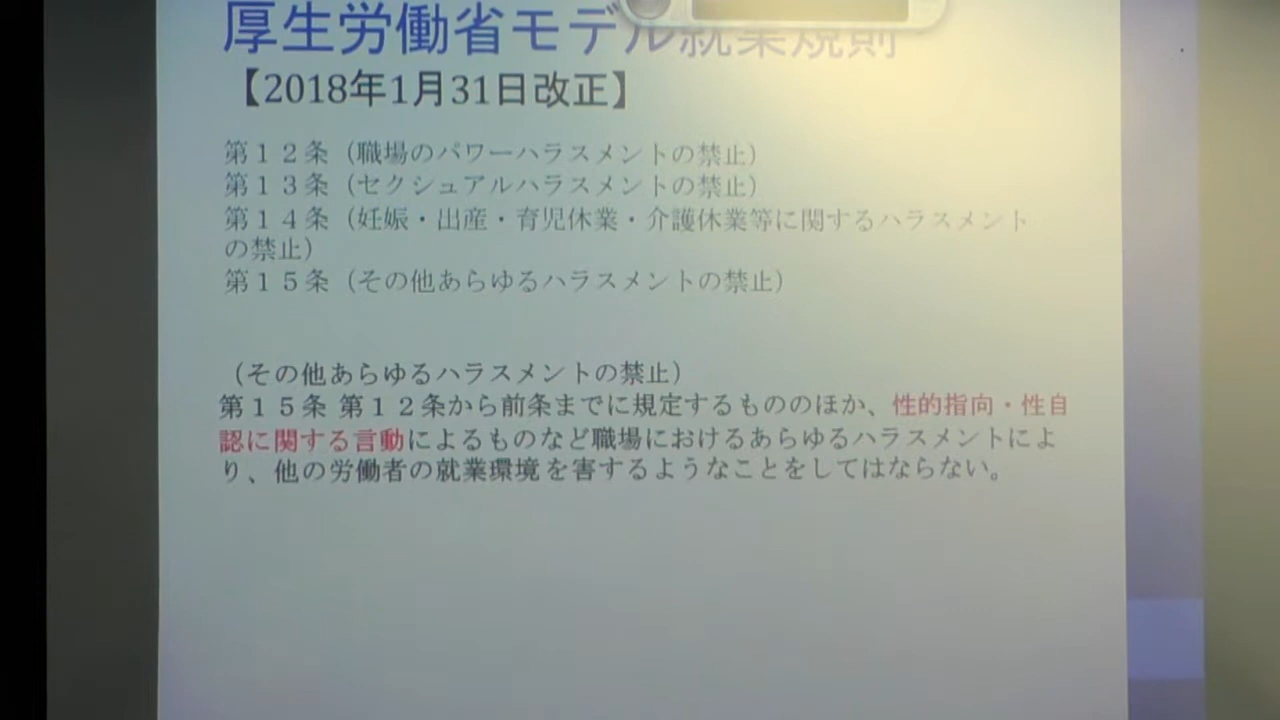 厚生労働省モデル就業規則
【2018年1月31日改正】
第１２条（職場のパワーハラスメントの禁止）
第１３条（セクシュアルハラスメントの禁止）
第１４条（妊娠・出産・育児休業・介護休業等に関するハラスメント
の禁止）
第１５条（その他あらゆるハラスメントの禁止）
（その他あらゆるハラスメントの禁止）
第１５条 第１２条から前条までに規定するもののほか、性的指向・性自
認に関する言動によるものなど職場におけるあらゆるハラスメントによ
り、他の労働者の就業環境を害するようなことをしてはならない。